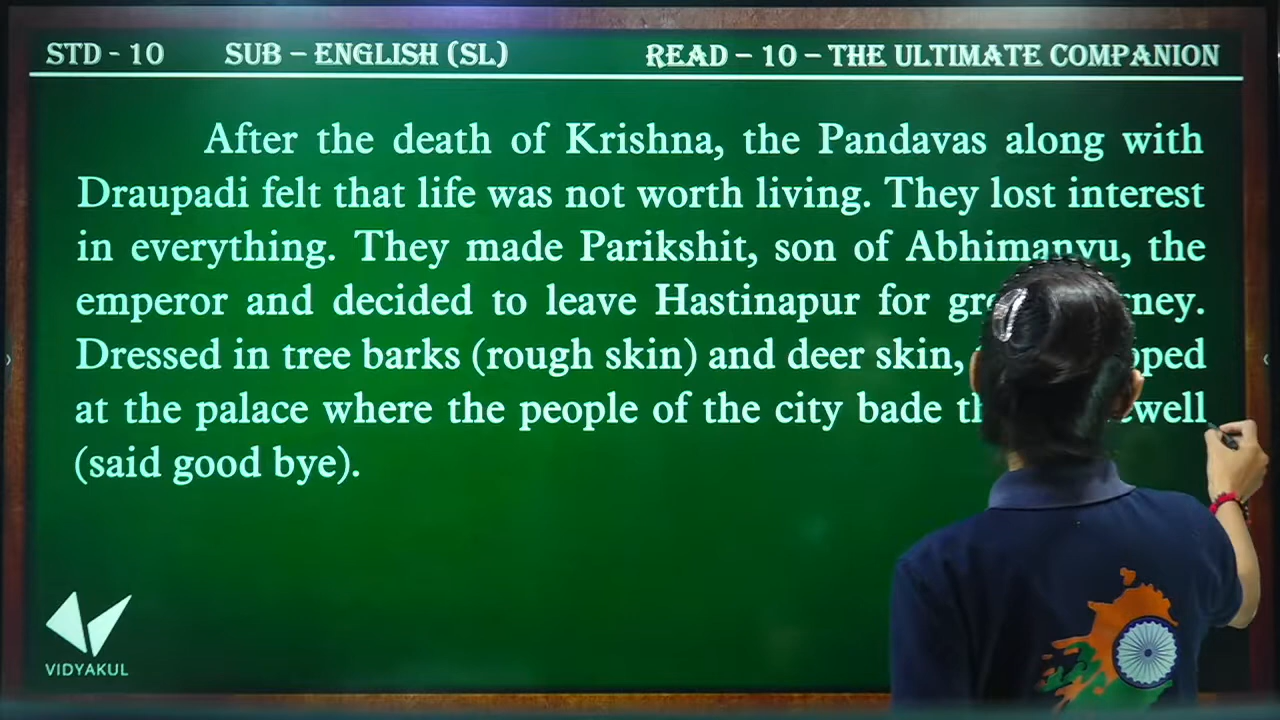 STD - 10 SUB – ENGLISH (SL) READ – 10 – THE ULTIMATE COMPANION
After the death of Krishna, the Pandavas along with
Draupadi felt that life was not worth living. They lost interest
in everything. They made Parikshit, son of Abhimanyu, the
emperor and decided to leave Hastinapur for
Dressed in tree barks (rough skin) and deer skin,
at the palace where the people of the city bade
(said good bye).
VIDYAKUL